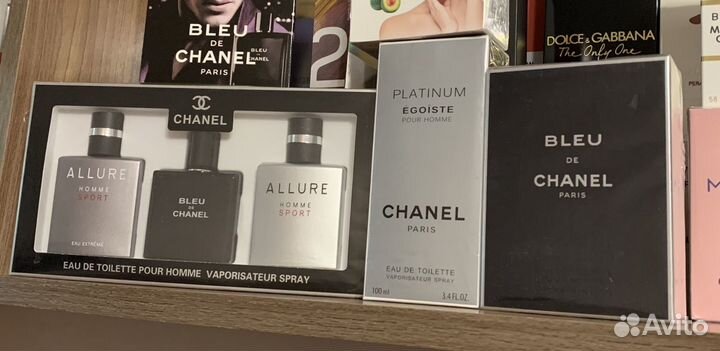 BLEU
DE
CHANEL
PARIS
BLEU
CHANEL
2
DOLCE & GABBANA
The Only One
CHANEL
ALLURE
HOMME
SPORT
EAU EXTRÊME
BLEU
DE
CHANEL
ALLURE
HOMME
SPORT
EAU DE TOILETTE POUR HOMME VAPORISATEUR SPRAY
PLATINUM
ÉGOÏSTE
POUR HOMME
CHANEL
PARIS
EAU DE TOILETTE
VAPORISATEUR SPRAY
100 ml
3.4 FL.OZ.
BLEU
DE
CHANEL
PARIS
Avito